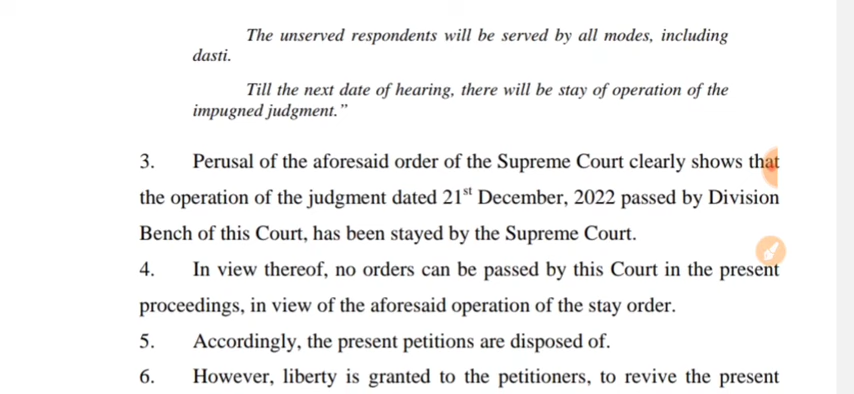 The unserved respondents will be served by all modes, including
dasti.
Till the next date of hearing, there will be stay of operation of the
impugned judgment.”
3. Perusal of the aforesaid order of the Supreme Court clearly shows that
the operation of the judgment dated 21st December, 2022 passed by Division
Bench of this Court, has been stayed by the Supreme Court.
4. In view thereof, no orders can be passed by this Court in the present
proceedings, in view of the aforesaid operation of the stay order.
5. Accordingly, the present petitions are disposed of.
6. However, liberty is granted to the petitioners, to revive the present